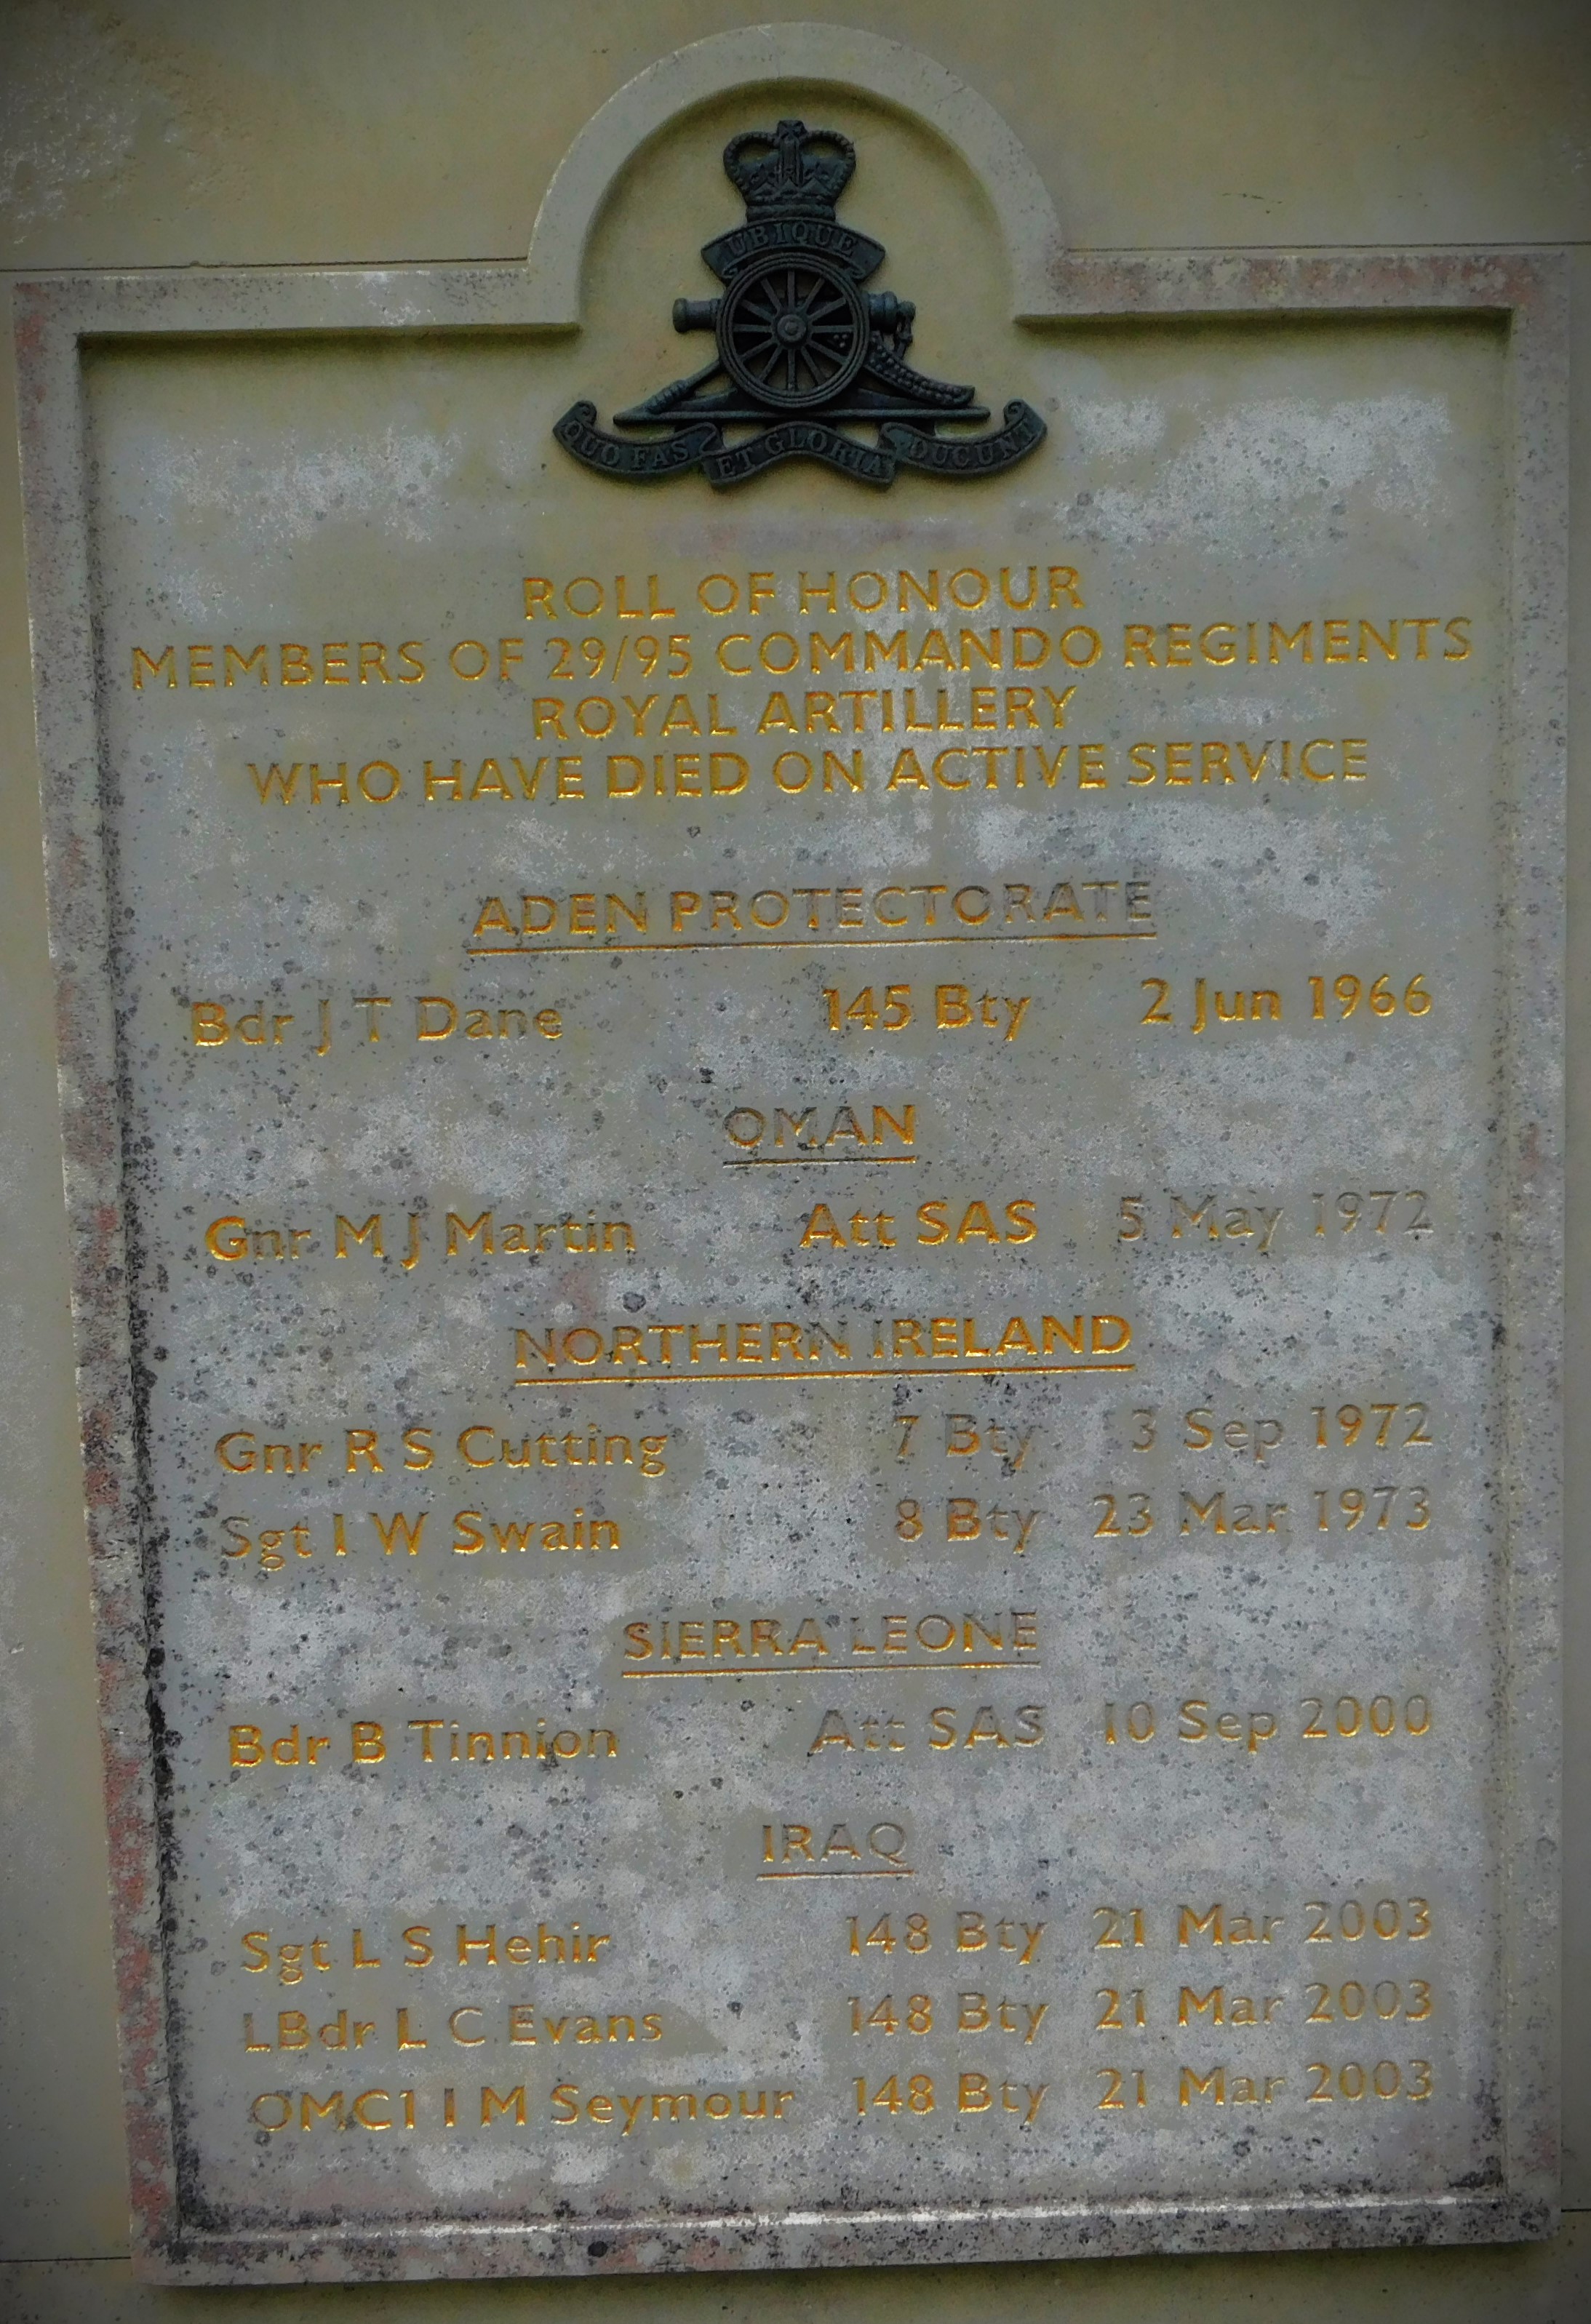 UBIQUE
QUO FAS ET GLORIA DUCUNT
ROLL OF HONOUR
MEMBERS OF 29/95 COMMANDO REGIMENTS
ROYAL ARTILLERY
WHO HAVE DIED ON ACTIVE SERVICE
ADEN PROTECTORATE
Bdr J T Dane 145 Bty 2 Jun 1966
OMAN
Gnr M J Martin Att SAS 5 May 1972
NORTHERN IRELAND
Gnr R S Cutting 7 Bty 3 Sep 1972
Sgt I W Swain 8 Bty 23 Mar 1973
SIERRA LEONE
Bdr B Tinnion Att SAS 10 Sep 2000
IRAQ
Sgt L S Hehir 148 Bty 21 Mar 2003
LBdr L C Evans 148 Bty 21 Mar 2003
OMC1 I M Seymour 148 Bty 21 Mar 2003